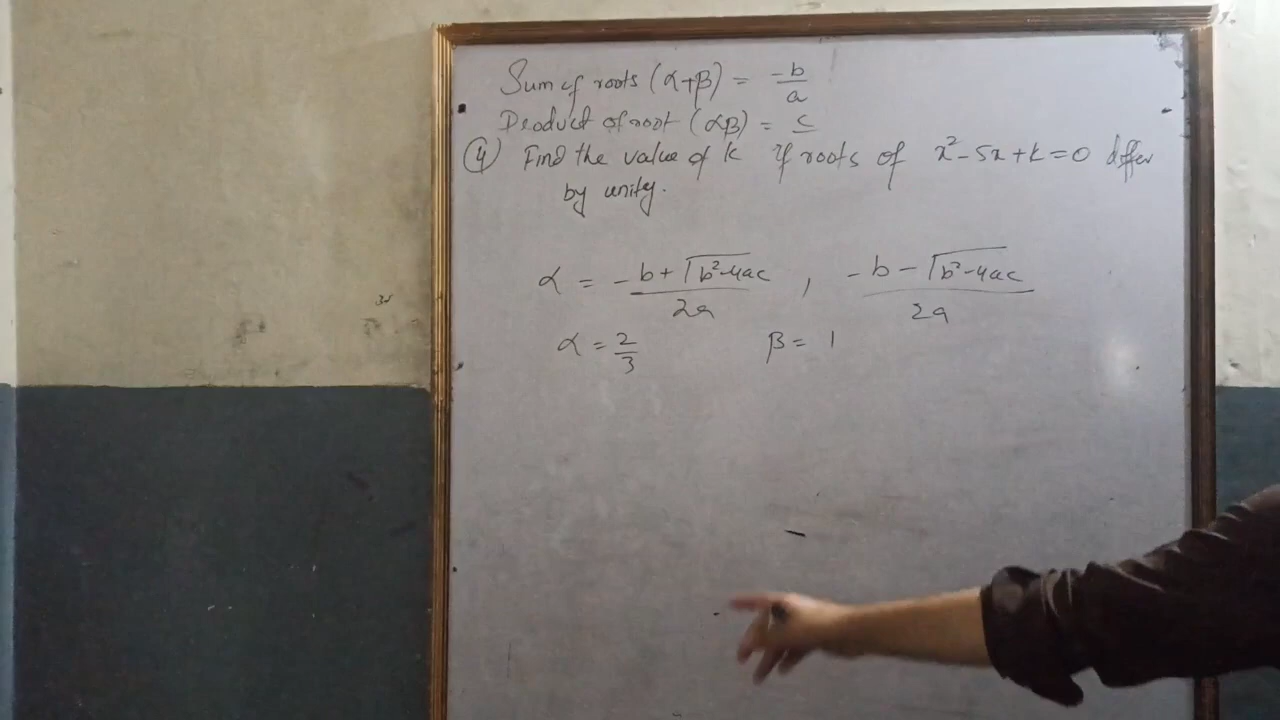 Sum of roots (α+β) = -b/a
Product of root (αβ) = c
④ Find the value of k if roots of x²-5x+k=0 differ
by unity.
α = -b+√b²-4ac/2a , -b-√b²-4ac/2a
α = 2/3 β = 1